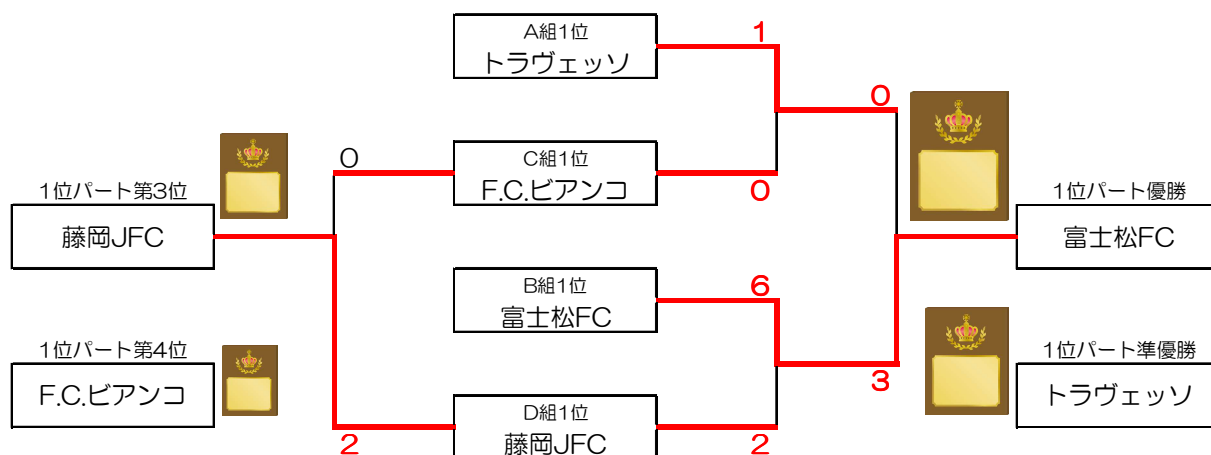 A組1位
トラヴェッソ
1
0
C組1位
F.C.ビアンコ
0
0
1位パート第3位
藤岡JFC
1位パート優勝
富士松FC
B組1位
富士松FC
6
1位パート第4位
F.C.ビアンコ
1位パート準優勝
トラヴェッソ
3
D組1位
藤岡JFC
2
2